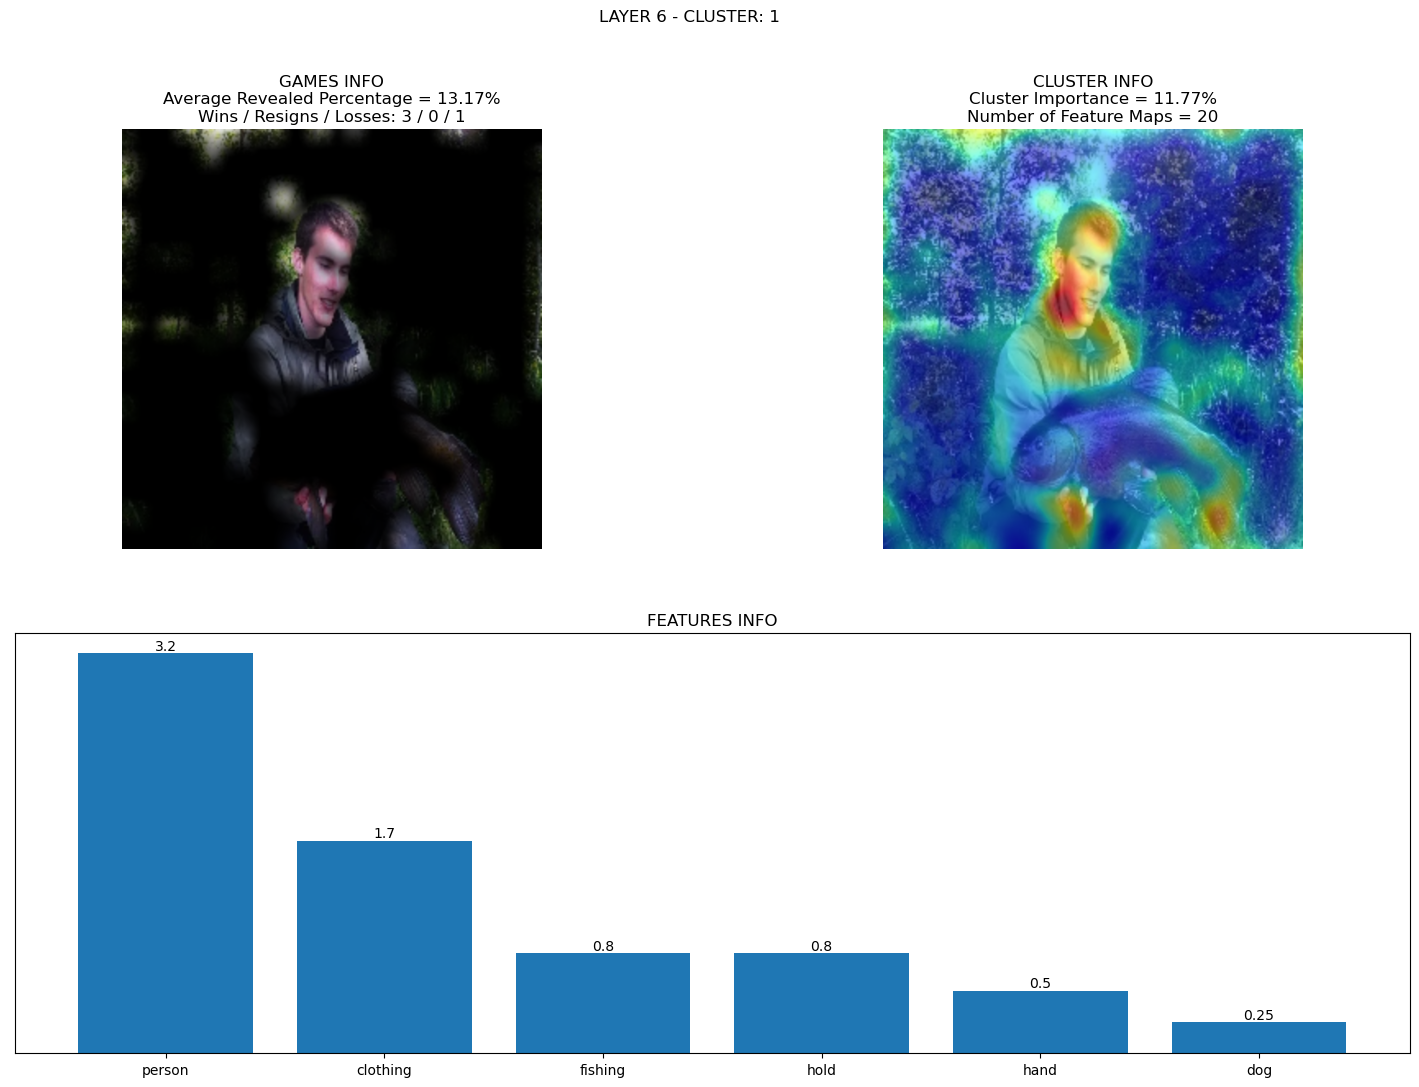 LAYER 6 - CLUSTER: 1
GAMES INFO
Average Revealed Percentage = 13.17%
Wins / Resigns / Losses: 3 / 0 / 1
CLUSTER INFO
Cluster Importance = 11.77%
Number of Feature Maps = 20
FEATURES INFO
3.2
1.7
0.8
0.8
0.5
0.25
person
clothing
fishing
hold
hand
dog